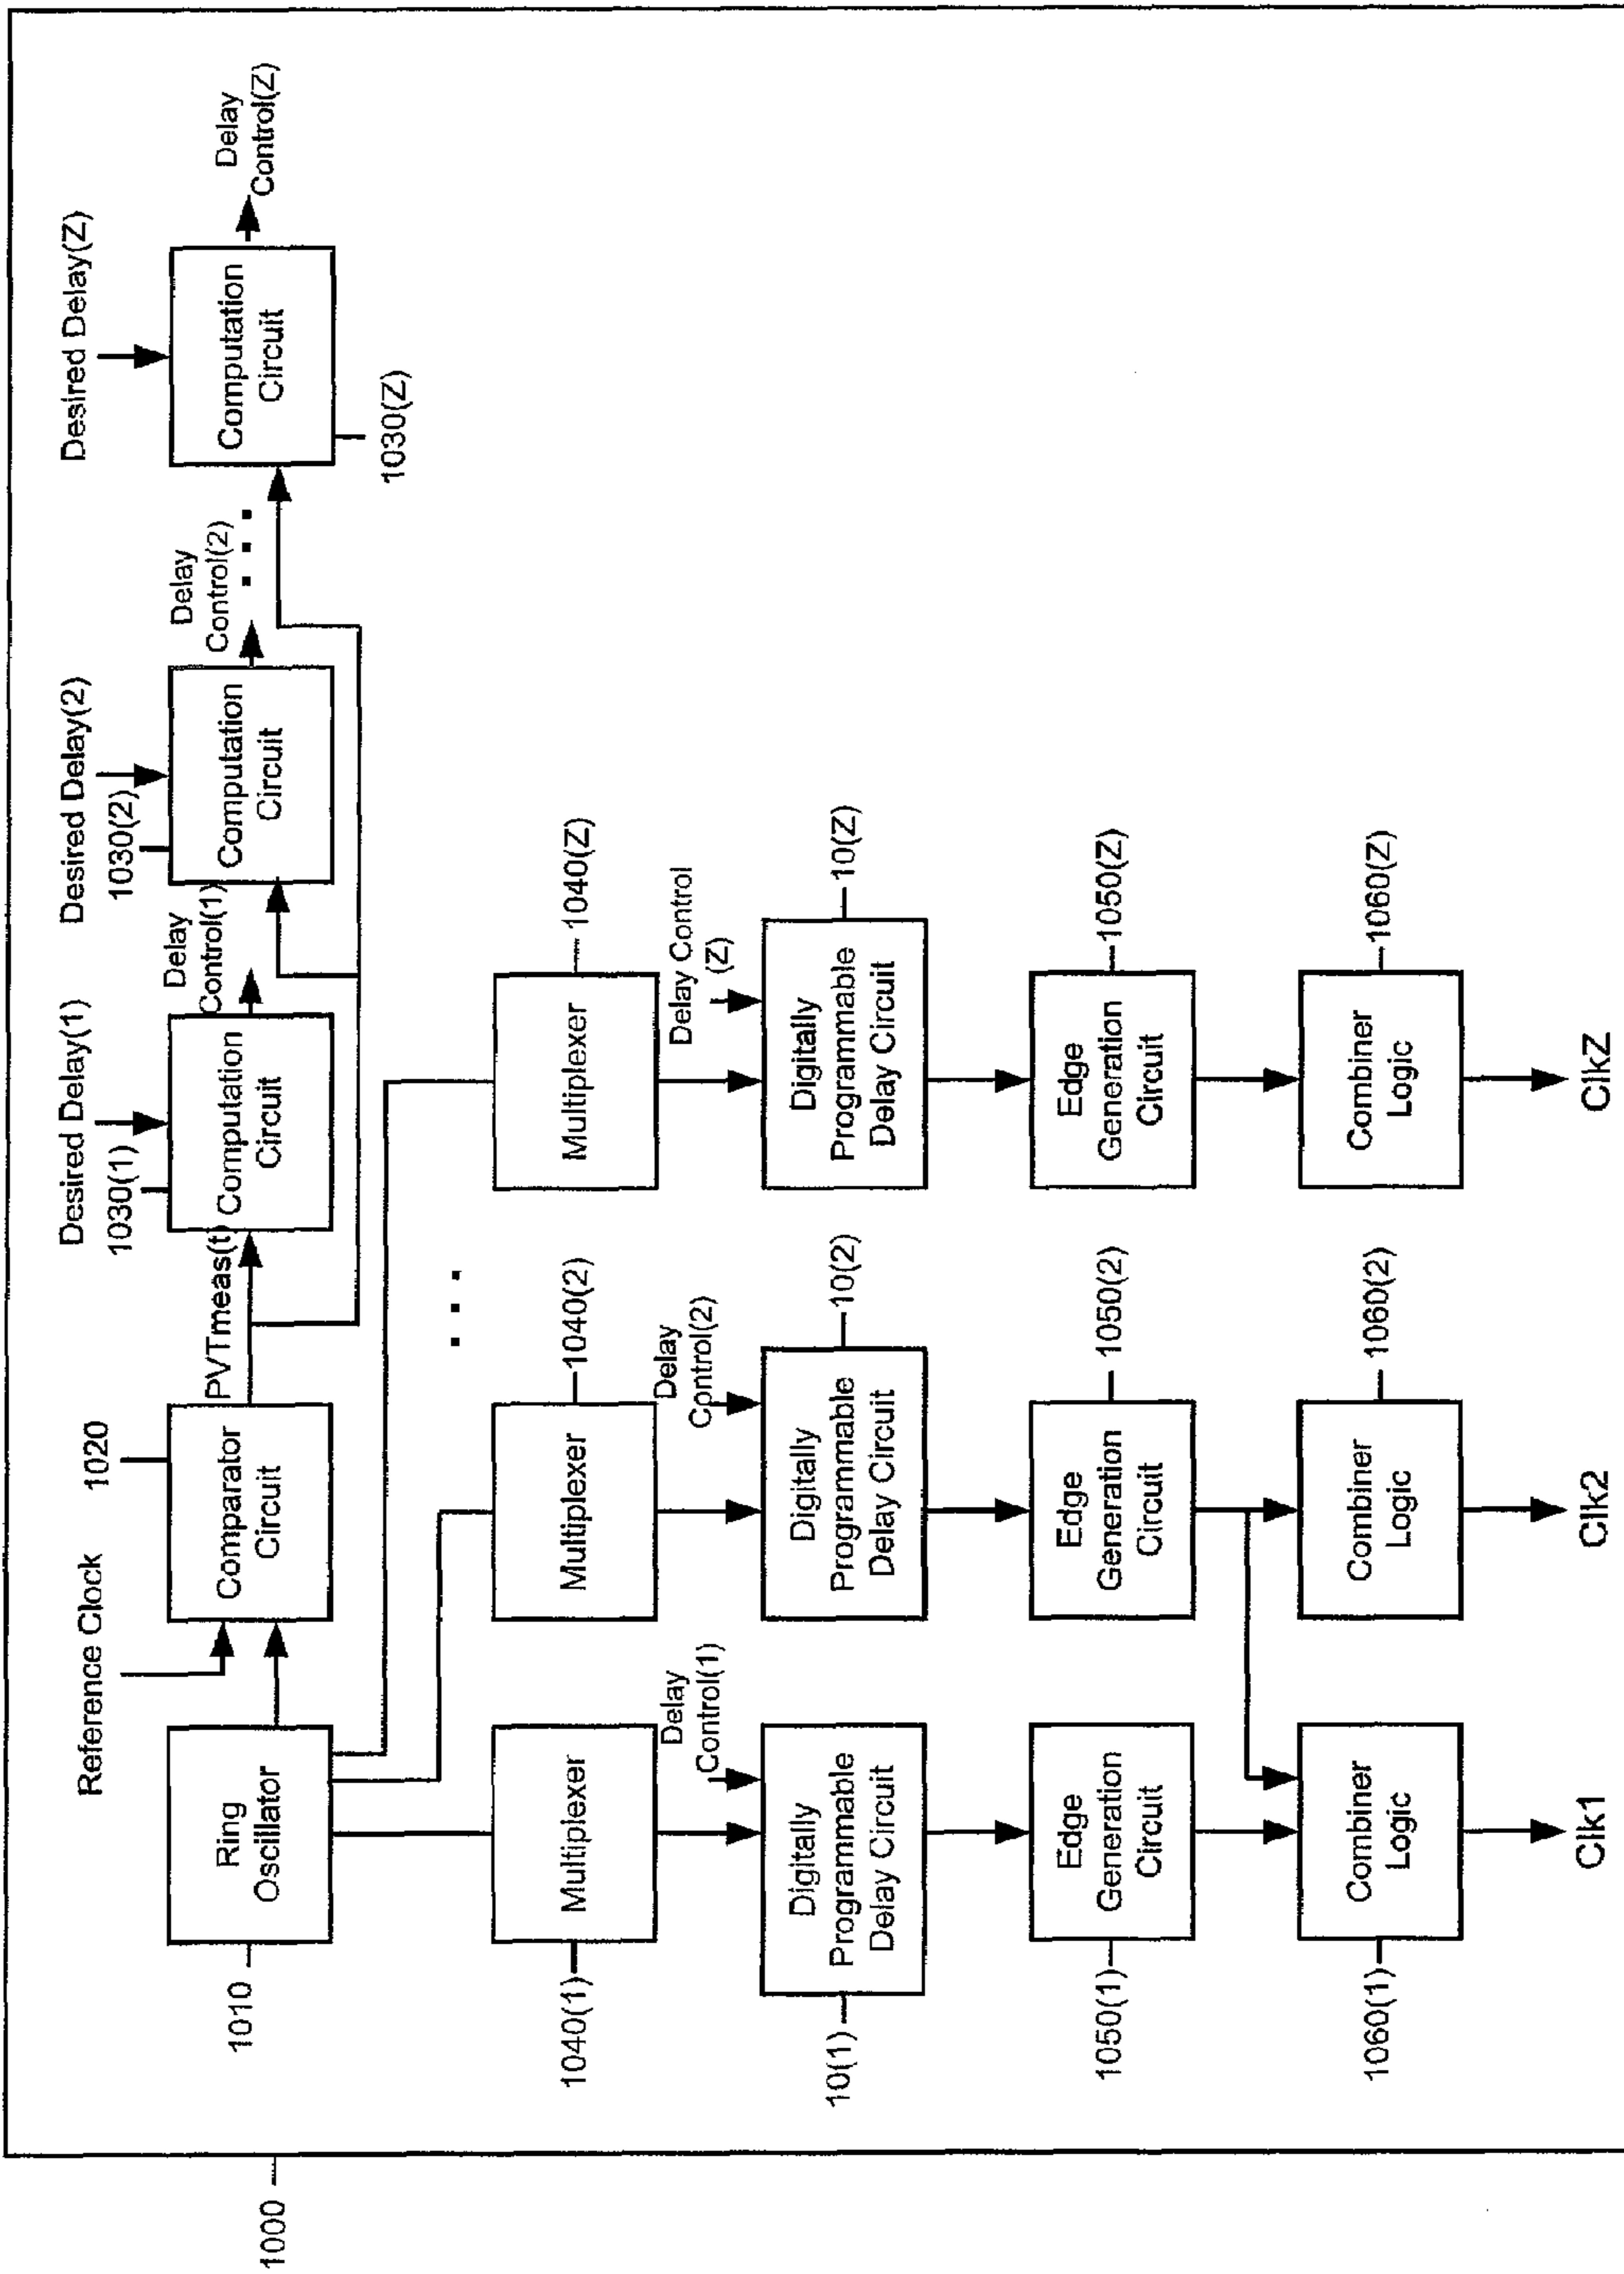 1000
Reference Clock
1020
Desired Delay(1)
1030(1)
Desired Delay(2)
1030(2)
Desired Delay(Z)
1010
Ring
Oscillator
Comparator
Circuit
PVTmeas(t)
Computation
Circuit
Delay
Control(1)
Computation
Circuit
Delay
Control(2)
. . .
Computation
Circuit
Delay
Control(Z)
1030(Z)
. . .
1040(1)
Multiplexer
Multiplexer
1040(2)
Multiplexer
1040(Z)
Delay
Control(1)
Delay
Control(2)
Delay Control
(Z)
10(1)
Digitally
Programmable
Delay Circuit
Digitally
Programmable
Delay Circuit
10(2)
Digitally
Programmable
Delay Circuit
10(Z)
1050(1)
Edge
Generation
Circuit
Edge
Generation
Circuit
1050(2)
Edge
Generation
Circuit
1050(Z)
1060(1)
Combiner
Logic
Combiner
Logic
1060(2)
Combiner
Logic
1060(Z)
Clk1
Clk2
ClkZ